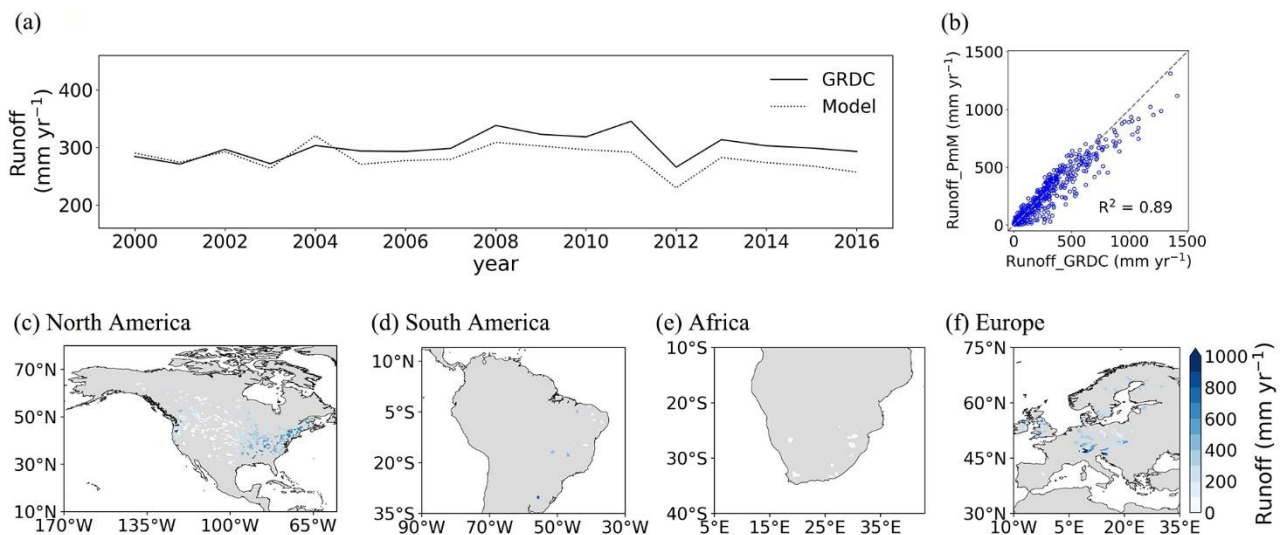 (a)
400
300
200
Runoff
(mm yr⁻¹)
GRDC
Model
2000 2002 2004 2006 2008 2010 2012 2014 2016
year
(b)
1500
1000
500
0
Runoff_PmM (mm yr⁻¹)
R² = 0.89
0 500 1000 1500
Runoff_GRDC (mm yr⁻¹)
(c) North America
70°N
50°N
30°N
10°N
170°W 135°W 100°W 65°W
(d) South America
10°N
5°S
20°S
35°S
90°W 70°W 50°W 30°W
(e) Africa
10°S
20°S
30°S
40°S
5°E 15°E 25°E 35°E
(f) Europe
75°N
60°N
45°N
30°N
10°W 5°E 20°E 35°E
1000
800
600
400
200
0
Runoff (mm yr⁻¹)